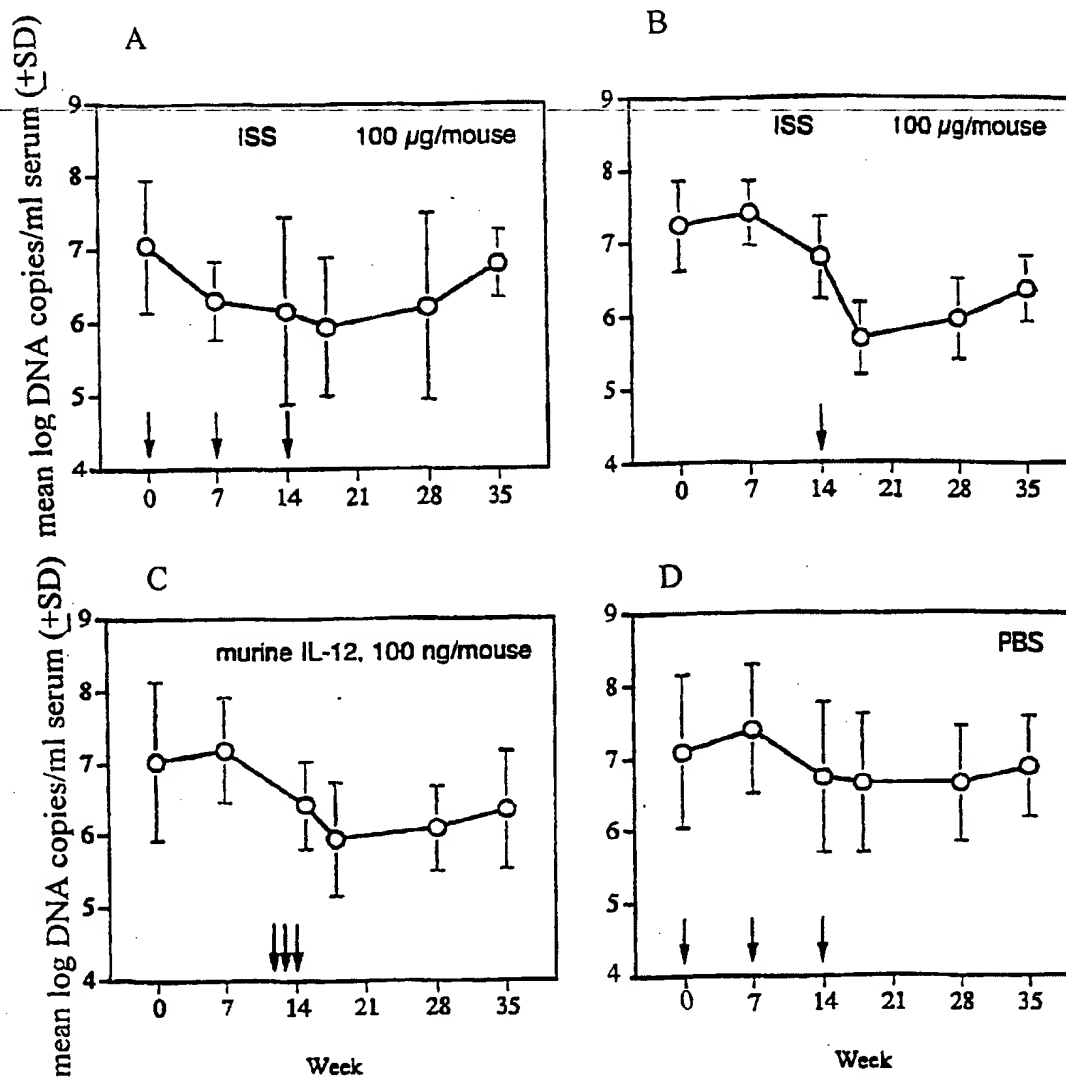 A
mean log DNA copies/ml serum (+SD)
ISS 100 µg/mouse
9
8
7
6
5
4
0 7 14 21 28 35
B
ISS 100 µg/mouse
9
8
7
6
5
4
0 7 14 21 28 35
C
mean log DNA copies/ml serum (+SD)
murine IL-12, 100 ng/mouse
9
8
7
6
5
4
0 7 14 21 28 35
Week
D
PBS
9
8
7
6
5
4
0 7 14 21 28 35
Week